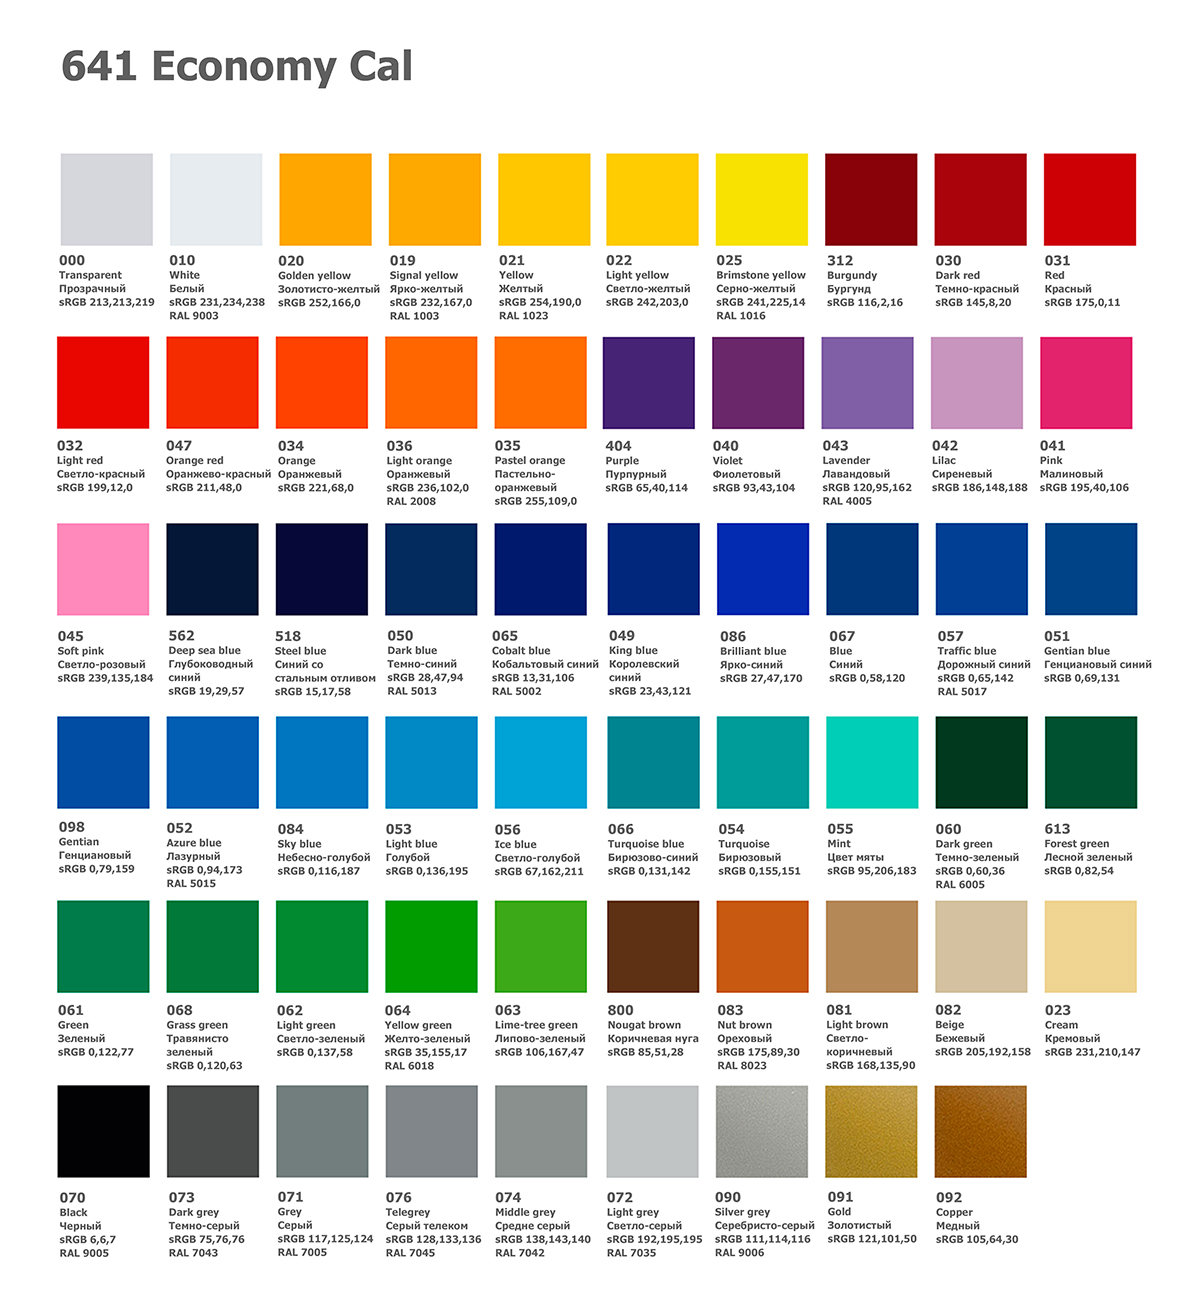 641 Economy Cal
000
Transparent
Прозрачный
sRGB 213,213,219
010
White
Белый
sRGB 231,234,238
RAL 9003
020
Golden yellow
Золотисто-желтый
sRGB 252,166,0
019
Signal yellow
Ярко-желтый
sRGB 232,167,0
RAL 1003
021
Yellow
Желтый
sRGB 254,190,0
RAL 1023
022
Light yellow
Светло-желтый
sRGB 242,203,0
025
Brimstone yellow
Серно-желтый
sRGB 241,225,14
RAL 1016
312
Burgundy
Бургунд
sRGB 116,2,16
030
Dark red
Темно-красный
sRGB 145,8,20
031
Red
Красный
sRGB 175,0,11
032
Light red
Светло-красный
sRGB 199,12,0
047
Orange red
Оранжево-красный
sRGB 211,48,0
034
Orange
Оранжевый
sRGB 221,68,0
036
Light orange
Оранжевый
sRGB 236,102,0
RAL 2008
035
Pastel orange
Пастельно-
оранжевый
sRGB 255,109,0
404
Purple
Пурпурный
sRGB 65,40,114
040
Violet
Фиолетовый
sRGB 93,43,104
043
Lavender
Лавандовый
sRGB 120,95,162
RAL 4005
042
Lilac
Сиреневый
sRGB 186,148,188
041
Pink
Малиновый
sRGB 195,40,106
045
Soft pink
Светло-розовый
sRGB 239,135,184
562
Deep sea blue
Глубоководный
синий
sRGB 19,29,57
518
Steel blue
Синий со
стальным отливом
sRGB 15,17,58
050
Dark blue
Темно-синий
sRGB 28,47,94
RAL 5013
065
Cobalt blue
Кобальтовый синий
sRGB 13,31,106
RAL 5002
049
King blue
Королевский
синий
sRGB 23,43,121
086
Brilliant blue
Ярко-синий
sRGB 27,47,170
067
Blue
Синий
sRGB 0,58,120
057
Traffic blue
Дорожный синий
sRGB 0,65,142
RAL 5017
051
Gentian blue
Генциановый синий
sRGB 0,69,131
098
Gentian
Генциановый
sRGB 0,79,159
052
Azure blue
Лазурный
sRGB 0,94,173
RAL 5015
084
Sky blue
Небесно-голубой
sRGB 0,116,187
053
Light blue
Голубой
sRGB 0,136,195
056
Ice blue
Светло-голубой
sRGB 67,162,211
066
Turquoise blue
Бирюзово-синий
sRGB 0,131,142
054
Turquoise
Бирюзовый
sRGB 0,155,151
055
Mint
Цвет мяты
sRGB 95,206,183
060
Dark green
Темно-зеленый
sRGB 0,60,36
RAL 6005
613
Forest green
Лесной зеленый
sRGB 0,82,54
061
Green
Зеленый
sRGB 0,122,77
068
Grass green
Травянисто
зеленый
sRGB 0,120,63
062
Light green
Светло-зеленый
sRGB 0,137,58
064
Yellow green
Желто-зеленый
sRGB 35,155,17
RAL 6018
063
Lime-tree green
Липово-зеленый
sRGB 106,167,47
800
Nougat brown
Коричневая нуга
sRGB 85,51,28
083
Nut brown
Ореховый
sRGB 175,89,30
RAL 8023
081
Light brown
Светло-
коричневый
sRGB 168,135,90
082
Beige
Бежевый
sRGB 205,192,158
023
Cream
Кремовый
sRGB 231,210,147
070
Black
Черный
sRGB 6,6,7
RAL 9005
073
Dark grey
Темно-серый
sRGB 75,76,76
RAL 7043
071
Grey
Серый
sRGB 117,125,124
RAL 7005
076
Telegrey
Серый телеком
sRGB 128,133,136
RAL 7045
074
Middle grey
Средне серый
sRGB 138,143,140
RAL 7042
072
Light grey
Светло-серый
sRGB 192,195,195
RAL 7035
090
Silver grey
Серебристо-серый
sRGB 111,114,116
RAL 9006
091
Gold
Золотистый
sRGB 121,101,50
092
Copper
Медный
sRGB 105,64,30